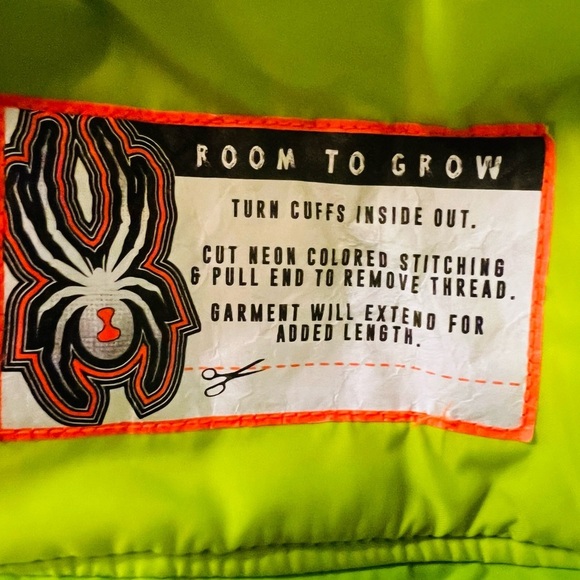 ROOM TO GROW
TURN CUFFS INSIDE OUT.
CUT NEON COLORED STITCHING
& PULL END TO REMOVE THREAD.
GARMENT WILL EXTEND FOR
ADDED LENGTH.